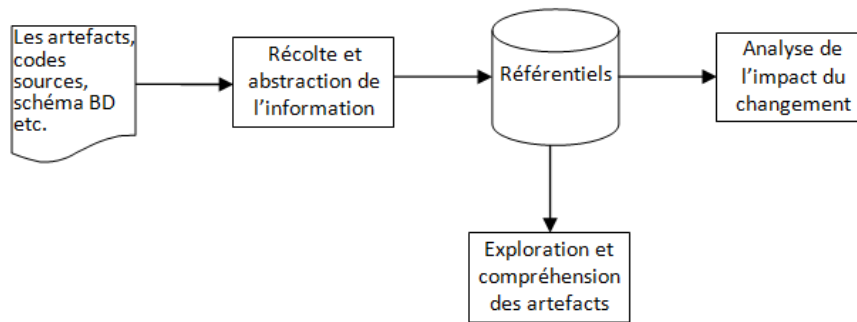 Les artefacts,
codes
sources,
schéma BD
etc.
Récolte et
abstraction de
l’information
Référentiels
Analyse de
l’impact du
changement
Exploration et
compréhension
des artefacts